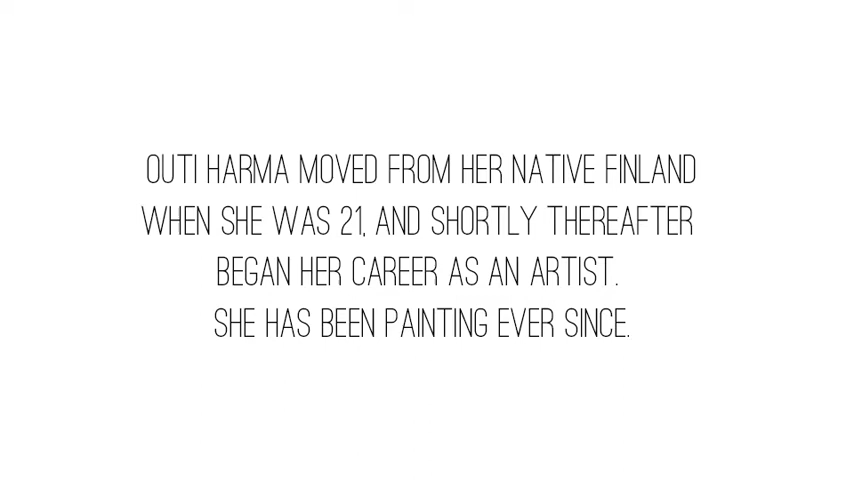 OUTI HARMA MOVED FROM HER NATIVE FINLAND
WHEN SHE WAS 21, AND SHORTLY THEREAFTER
BEGAN HER CAREER AS AN ARTIST.
SHE HAS BEEN PAINTING EVER SINCE.